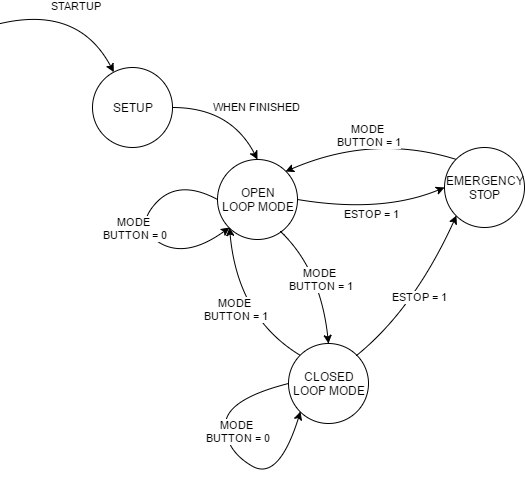 STARTUP
SETUP
WHEN FINISHED
MODE
BUTTON = 1
EMERGENCY
STOP
OPEN
LOOP MODE
ESTOP = 1
MODE
BUTTON = 0
MODE
BUTTON = 1
MODE
BUTTON = 1
ESTOP = 1
CLOSED
LOOP MODE
MODE
BUTTON = 0